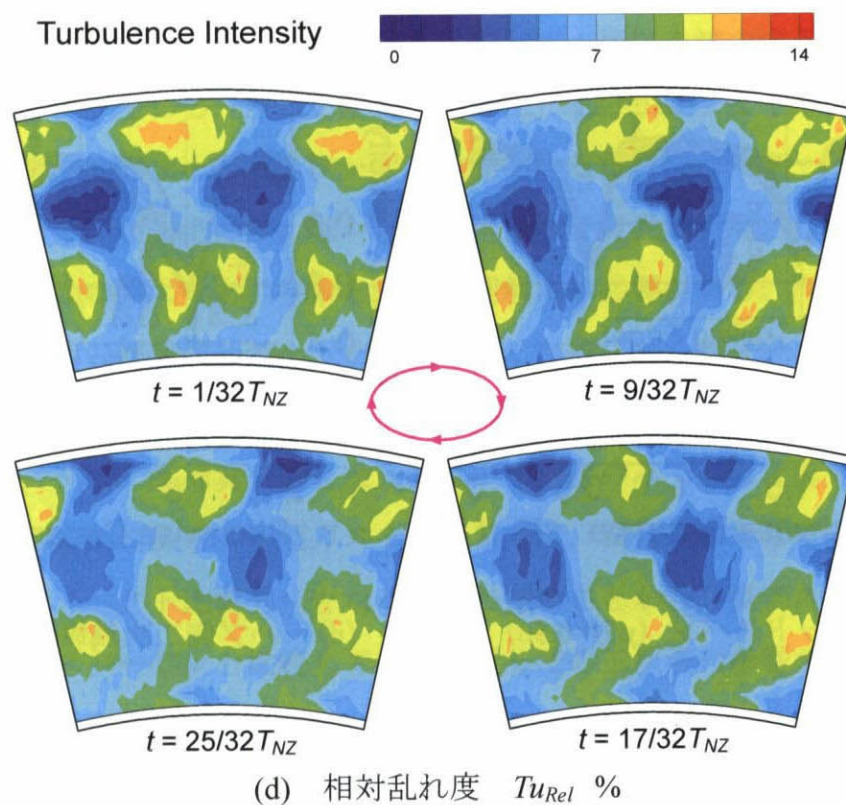 Turbulence Intensity
0 7 14
t = 1/32T_NZ t = 9/32T_NZ
t = 25/32T_NZ t = 17/32T_NZ
(d) 相対乱れ度 Tu_Rel %